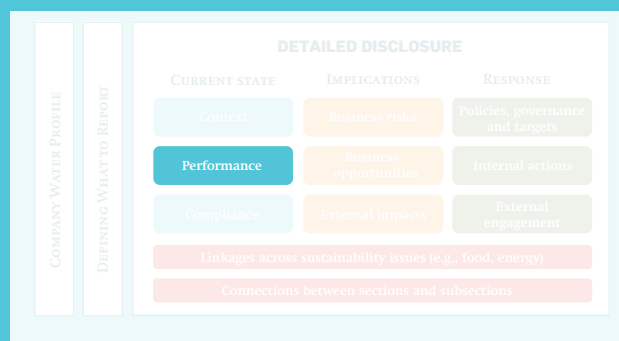 COMPANY WATER PROFILE
DEFINING WHAT TO REPORT
DETAILED DISCLOSURE
CURRENT STATE
IMPLICATIONS
RESPONSE
Context
Business risks
Policies, governance
and targets
Performance
Business
opportunities
Internal actions
Compliance
External impacts
External
engagement
Linkages across sustainability issues (e.g., food, energy)
Connections between sections and subsections